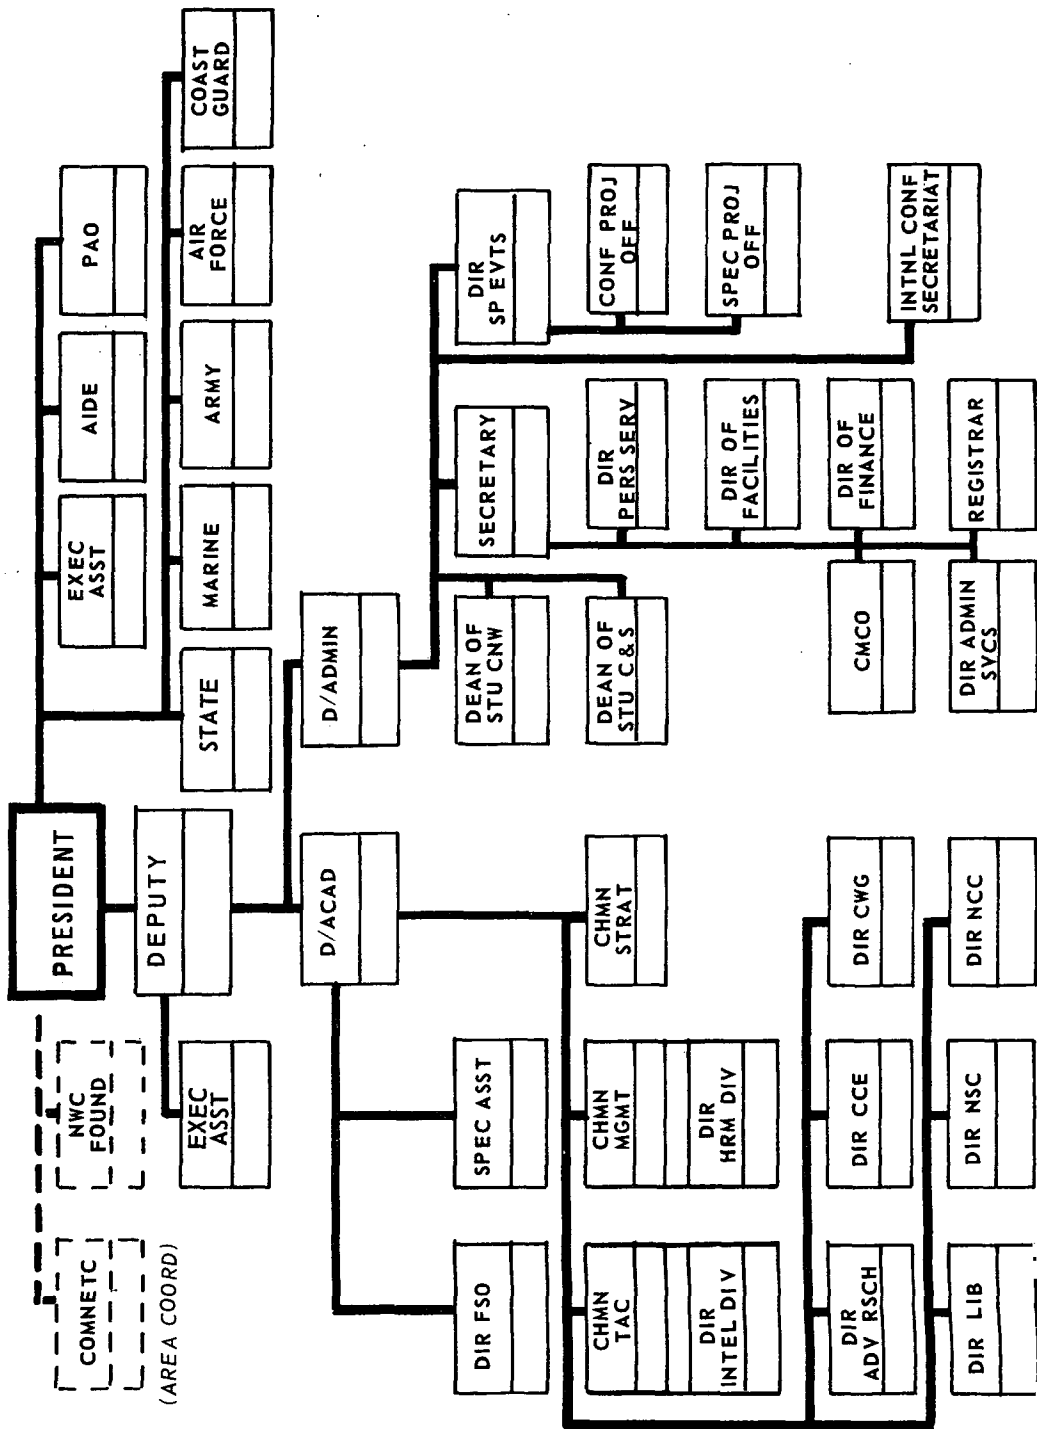 PRESIDENT
COMNETC
(AREA COORD)
NWC
FOUND
EXEC
ASST
AIDE
PAO
DEPUTY
EXEC
ASST
STATE
MARINE
ARMY
AIR
FORCE
COAST
GUARD
D/ACAD
D/ADMIN
DIR FSO
SPEC ASST
DEAN OF
STU CNW
SECRETARY
DIR
SP EVTS
CHMN
TAC
DIR
INTEL DIV
CHMN
MGMT
DIR
HRM DIV
CHMN
STRAT
DEAN OF
STU C&S
DIR
PERS SERV
CONF PROJ
OFF
DIR OF
FACILITIES
SPEC PROJ
OFF
DIR
ADV RSCH
DIR CCE
DIR CWG
CMCO
DIR OF
FINANCE
DIR LIB
DIR NSC
DIR NCC
DIR ADMIN
SVCS
REGISTRAR
INTNL CONF
SECRETARIAT